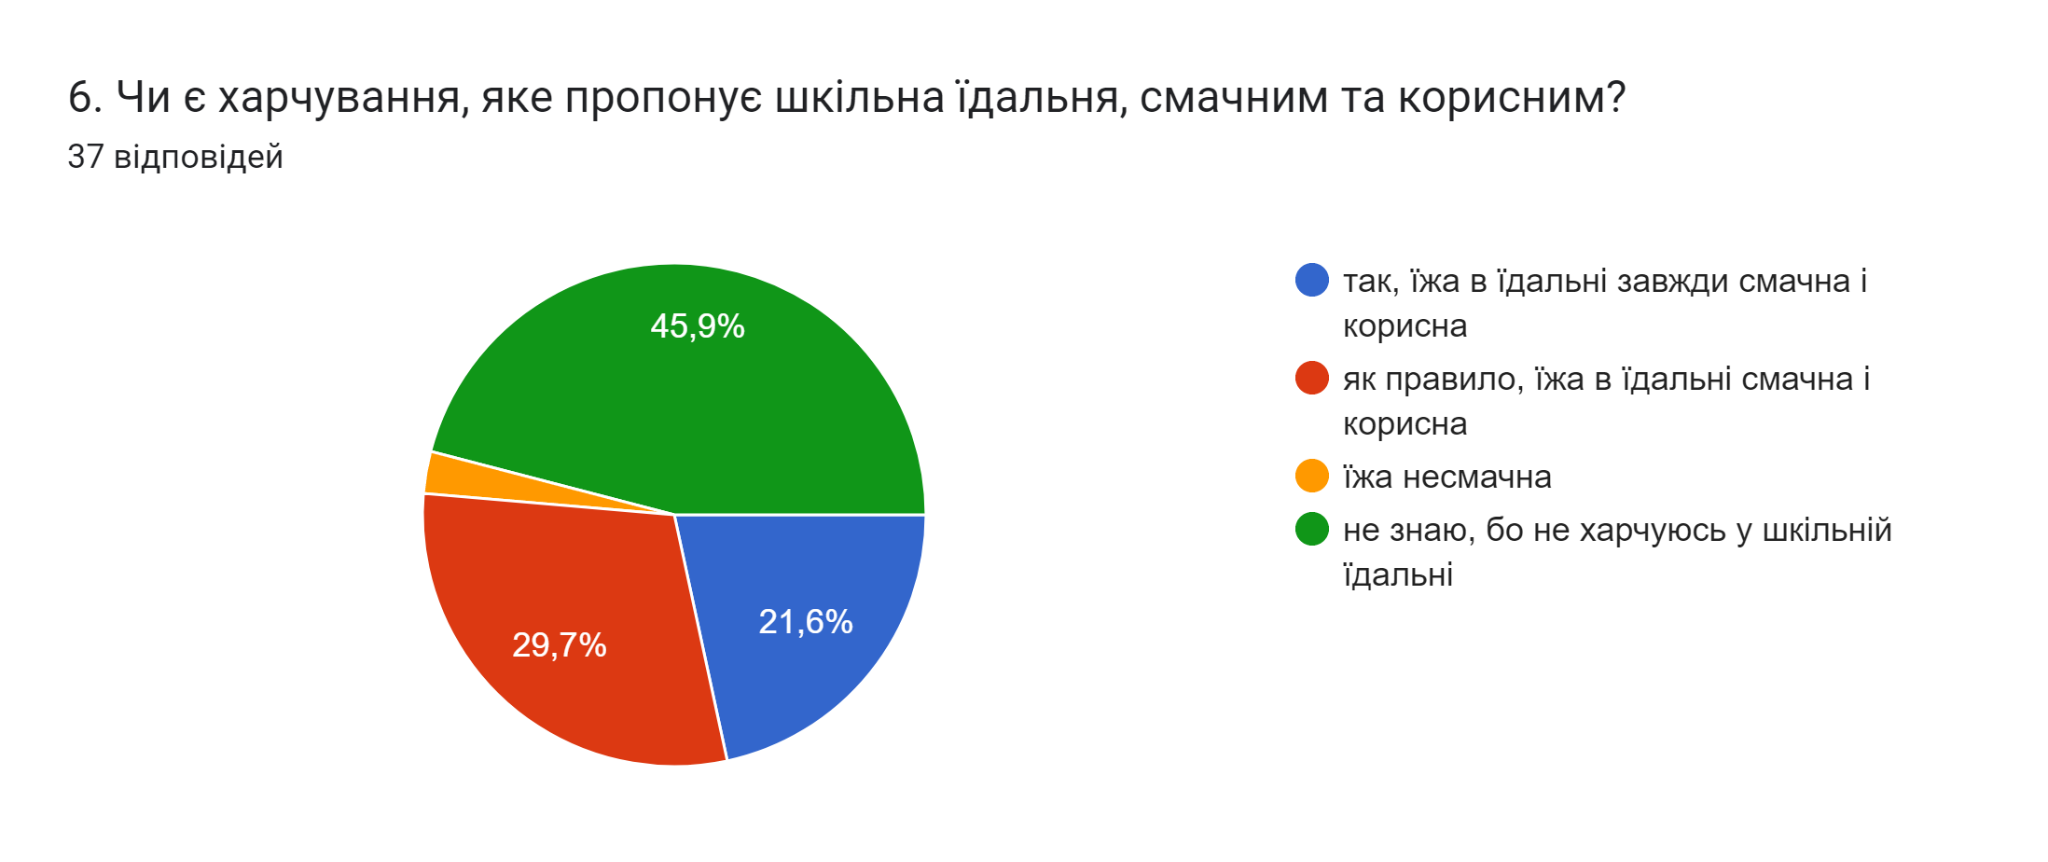 6. Чи є харчування, яке пропонує шкільна їдальня, смачним та корисним?
37 відповідей
45,9%
29,7%
21,6%
так, їжа в їдальні завжди смачна і
корисна
як правило, їжа в їдальні смачна і
корисна
їжа несмачна
не знаю, бо не харчуюсь у шкільній
їдальні